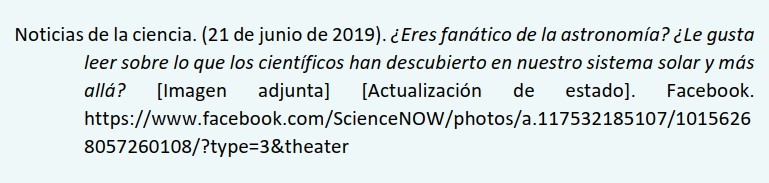 Noticias de la ciencia. (21 de junio de 2019). ¿Eres fanático de la astronomía? ¿Le gusta
leer sobre lo que los científicos han descubierto en nuestro sistema solar y más
allá? [Imagen adjunta] [Actualización de estado]. Facebook.
https://www.facebook.com/ScienceNOW/photos/a.117532185107/1015626
8057260108/?type=3&theater